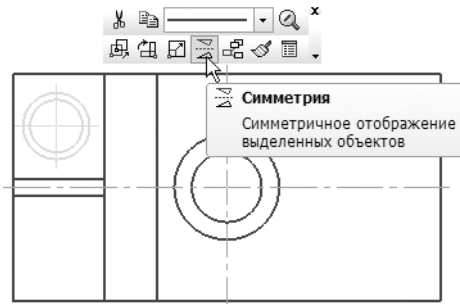 Симметрия
Симметричное отображение
выделенных объектов